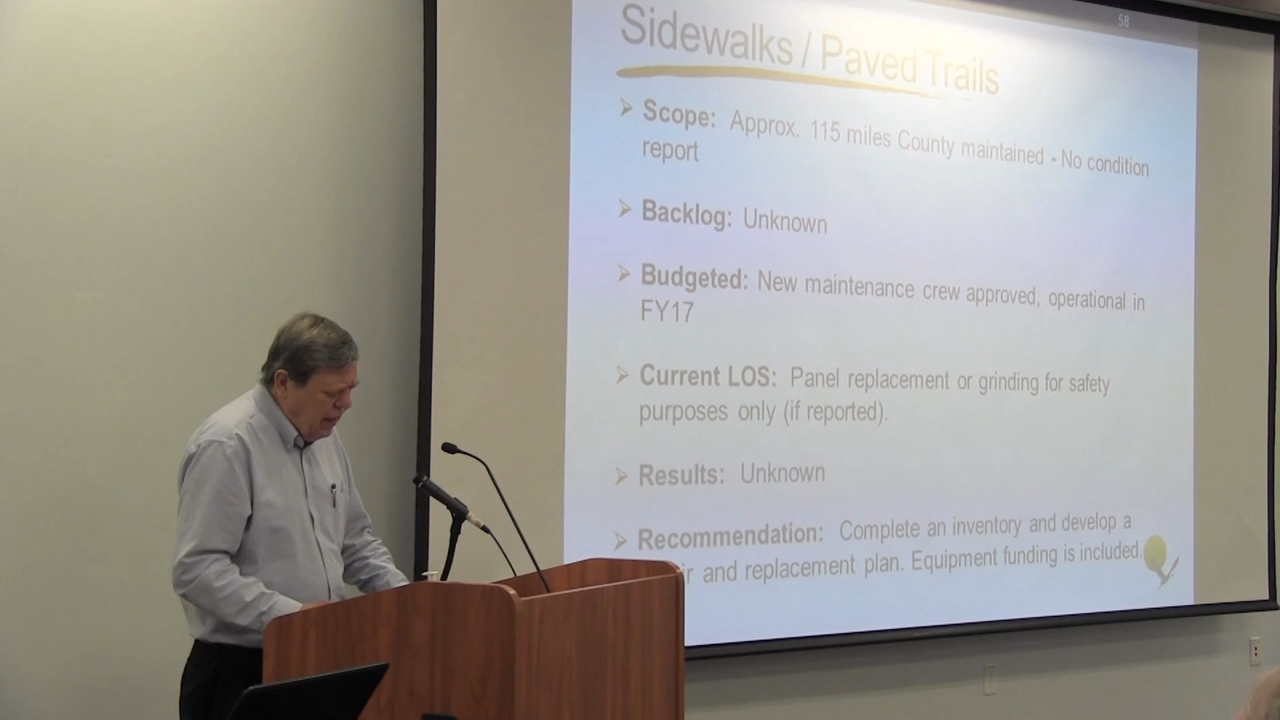 58
Sidewalks / Paved Trails
Scope: Approx. 115 miles County maintained - No condition
report
Backlog: Unknown
Budgeted: New maintenance crew approved, operational in
FY17
Current LOS: Panel replacement or grinding for safety
purposes only (if reported).
Results: Unknown
Recommendation: Complete an inventory and develop a
ir and replacement plan. Equipment funding is included.